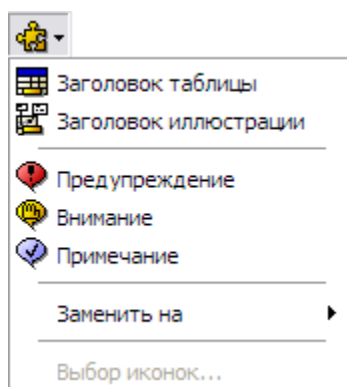 Заголовок таблицы
Заголовок иллюстрации
Предупреждение
Внимание
Примечание
Заменить на
Выбор иконок...